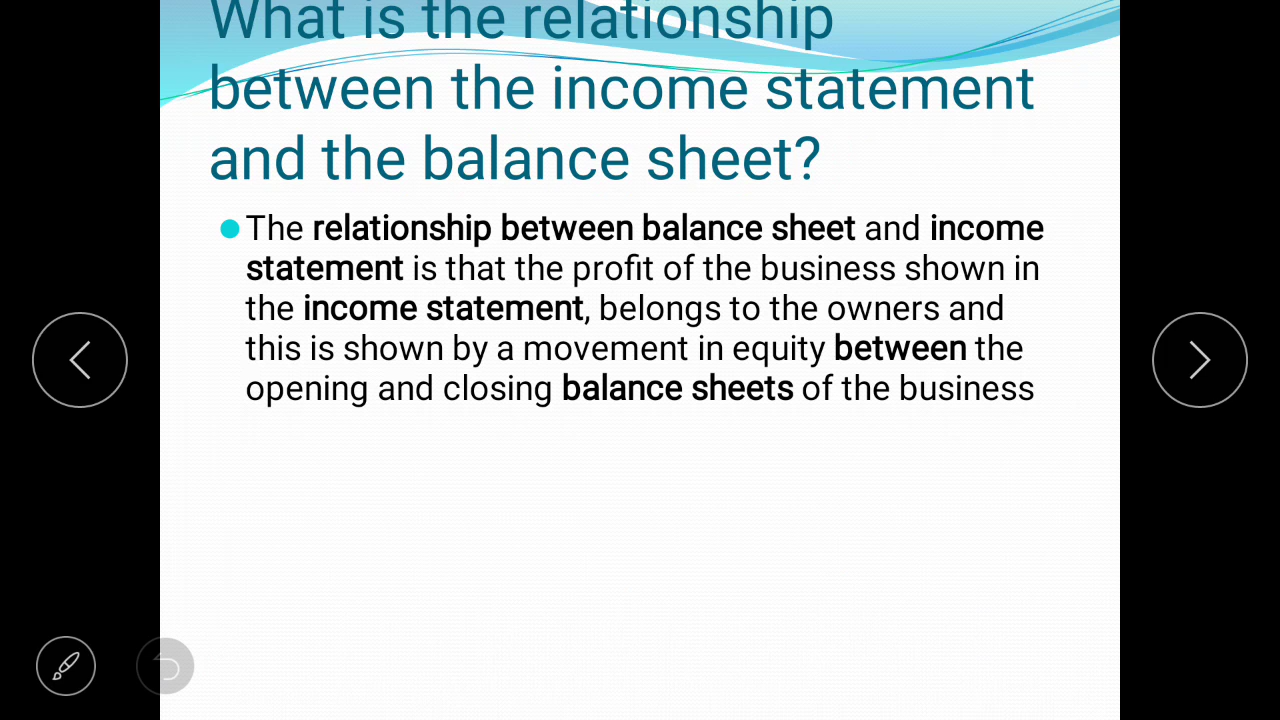 What is the relationship
between the income statement
and the balance sheet?
The relationship between balance sheet and income
statement is that the profit of the business shown in
the income statement, belongs to the owners and
this is shown by a movement in equity between the
opening and closing balance sheets of the business